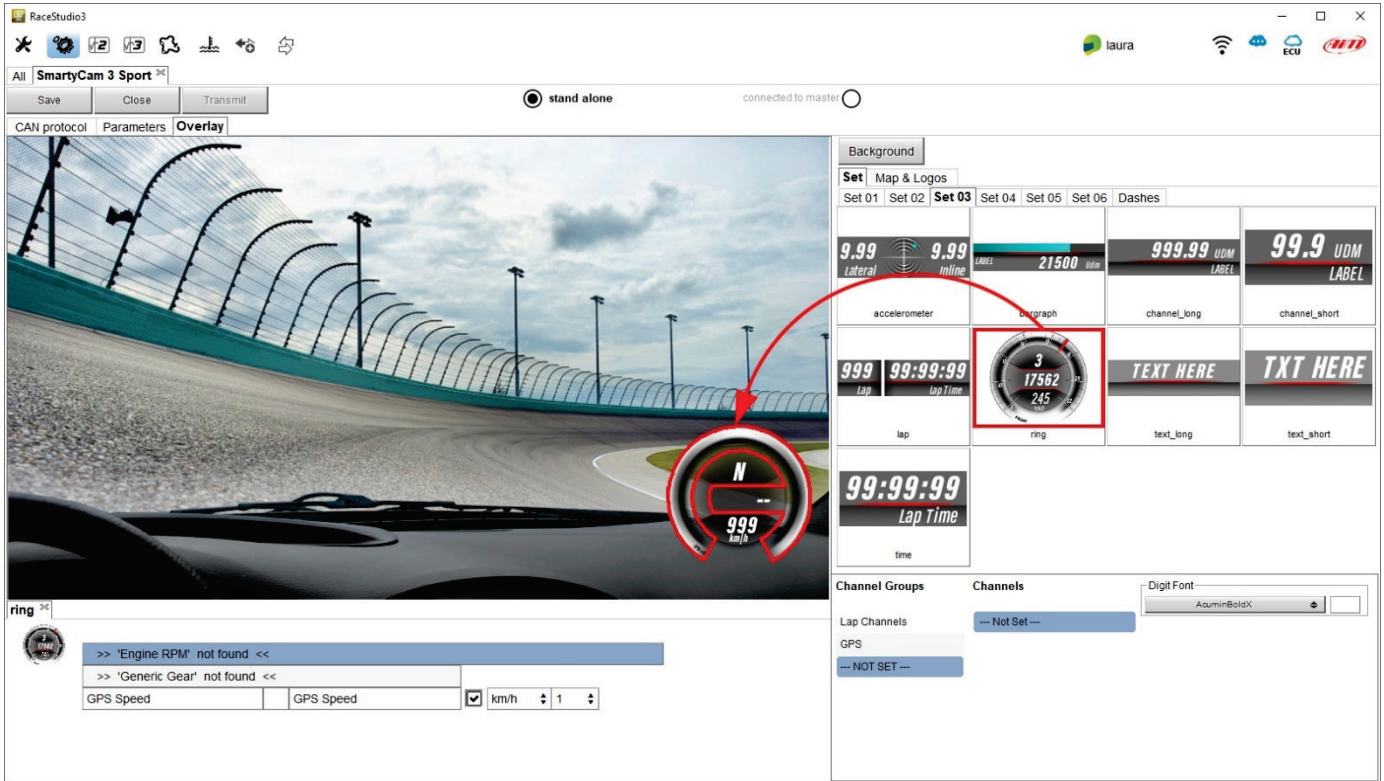 RaceStudio3
laura
ECU
AiM
All SmartyCam 3 Sport
Save Close Transmit
stand alone
connected to master
CAN protocol Parameters Overlay
Background
Set Map & Logos
Set 01 Set 02 Set 03 Set 04 Set 05 Set 06 Dashes
9.99 9.99
Lateral Inline
accelerometer
LABEL 21500 Udm
bargraph
999.99 UDM
LABEL
channel_long
99.9 UDM
LABEL
channel_short
999 99:99:99
Lap Lap Time
lap
3
17562
245
ring
TEXT HERE
text_long
TXT HERE
text_short
99:99:99
Lap Time
time
N
--
999
km/h
ring
3
17562
>> 'Engine RPM' not found <<
>> 'Generic Gear' not found <<
GPS Speed GPS Speed km/h 1
Channel Groups
Lap Channels
GPS
--- NOT SET ---
Channels
--- Not Set ---
Digit Font
AcuminBoldX